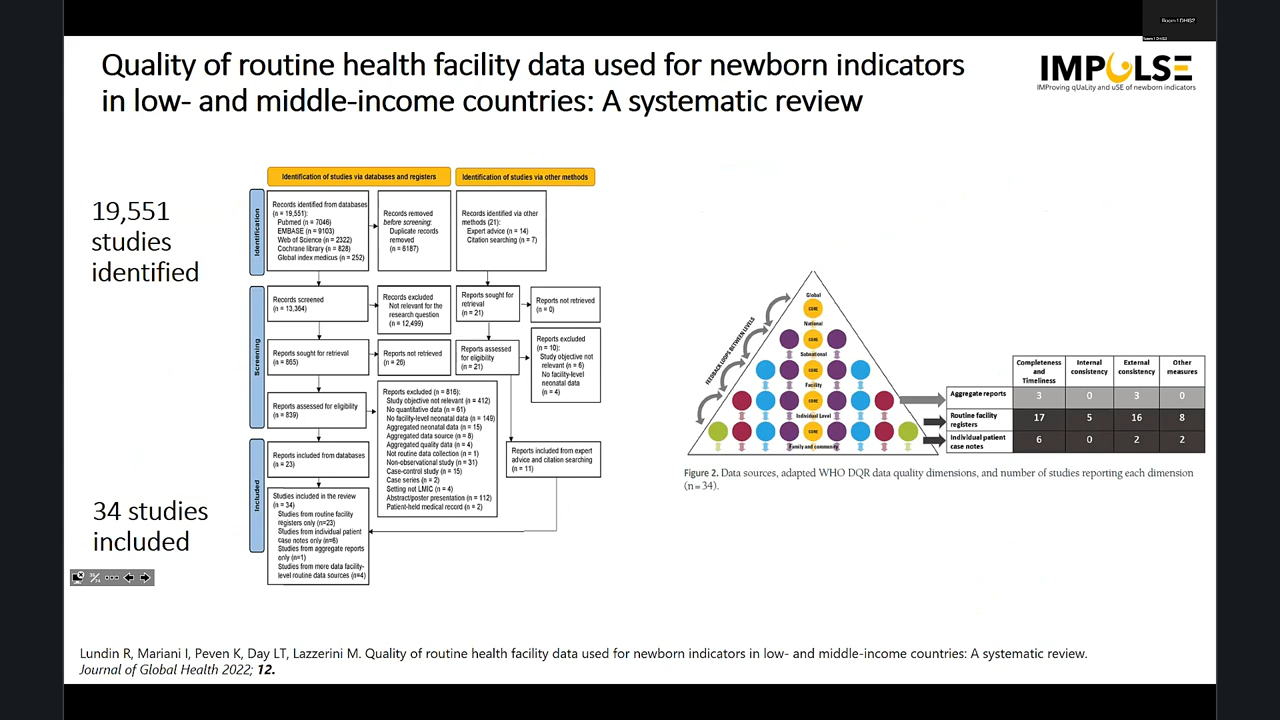 Room 1 DHIS2
Room 1 DHIS2
Quality of routine health facility data used for newborn indicators
in low- and middle-income countries: A systematic review
IMPULSE
IMProving qUaLity and uSE of newborn indicators
19,551
studies
identified
34 studies
included
Identification of studies via databases and registers
Identification of studies via other methods
Identification
Records identified from databases
(n = 19,551):
Pubmed (n = 7046)
EMBASE (n = 9103)
Web of Science (n = 2322)
Cochrane library (n = 828)
Global index medicus (n = 252)
Records removed
before screening:
Duplicate records
removed
(n = 6187)
Records identified via other
methods (21):
Expert advice (n = 14)
Citation searching (n = 7)
Screening
Records screened
(n = 13,364)
Records excluded
Not relevant for the
research question
(n = 12,499)
Reports sought for
retrieval
(n = 21)
Reports not retrieved
(n = 0)
Reports sought for retrieval
(n = 865)
Reports not retrieved
(n = 26)
Reports assessed
for eligibility
(n = 21)
Reports excluded
(n = 10):
Study objective not
relevant (n = 6)
No facility-level
neonatal data
(n = 4)
Reports assessed for eligibility
(n = 839)
Reports excluded (n = 816):
Study objective not relevant (n = 412)
No quantitative data (n = 61)
No facility-level neonatal data (n = 149)
Aggregated neonatal data (n = 15)
Aggregated data source (n = 8)
Aggregated quality data (n = 4)
Not routine data collection (n = 1)
Non-observational study (n = 31)
Case-control study (n = 15)
Case series (n = 2)
Setting not LMIC (n = 4)
Abstract/poster presentation (n = 112)
Patient-held medical record (n = 2)
Included
Reports included from databases
(n = 23)
Reports included from expert
advice and citation searching
(n = 11)
Studies included in the review
(n = 34)
Studies from routine facility
registers only (n=23)
Studies from individual patient
case notes only (n=6)
Studies from aggregate reports
only (n=1)
Studies from more data facility-
level routine data sources (n=4)
FEEDBACK LOOPS BETWEEN LEVELS
Global
CORE
National
CORE
Subnational
CORE
Facility
CORE
Individual Level
CORE
Family and community
Completeness and Timeliness Internal consistency External consistency Other measures
Aggregate reports 3 0 3 0
Routine facility registers 17 5 16 8
Individual patient case notes 6 0 2 2
Figure 2. Data sources, adapted WHO DQR data quality dimensions, and number of studies reporting each dimension
(n=34).
Lundin R, Mariani I, Peven K, Day LT, Lazzerini M. Quality of routine health facility data used for newborn indicators in low- and middle-income countries: A systematic review.
Journal of Global Health 2022; 12.